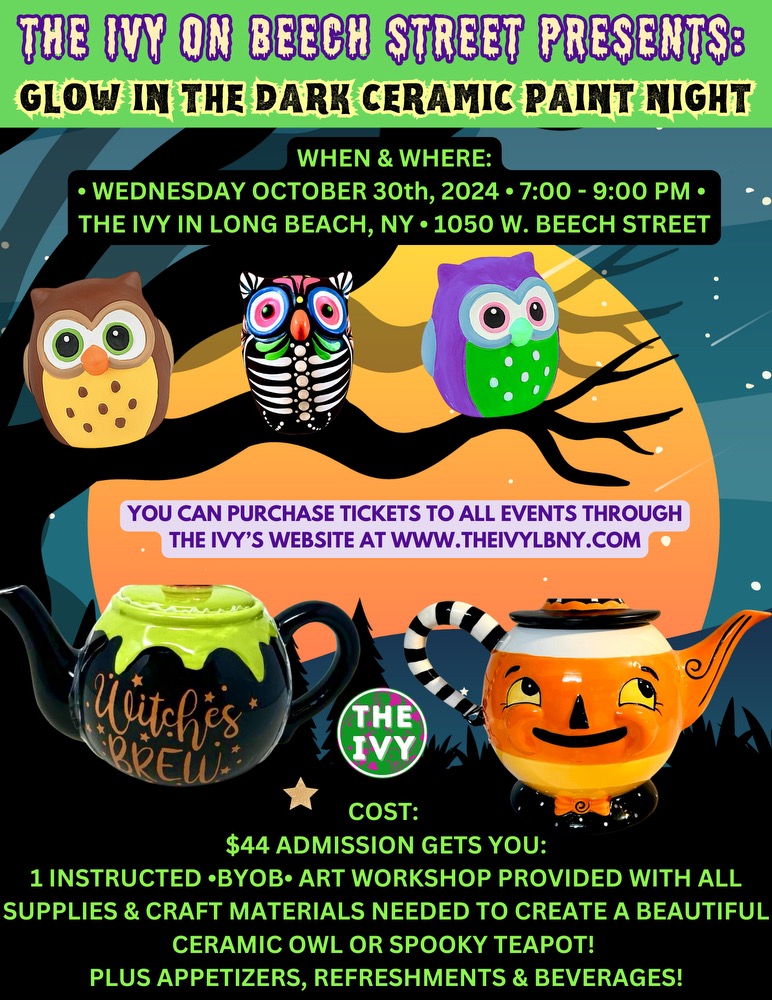 THE IVY ON BEECH STREET PRESENTS:
GLOW IN THE DARK CERAMIC PAINT NIGHT
WHEN & WHERE:
• WEDNESDAY OCTOBER 30th, 2024 • 7:00 - 9:00 PM •
THE IVY IN LONG BEACH, NY • 1050 W. BEECH STREET
YOU CAN PURCHASE TICKETS TO ALL EVENTS THROUGH
THE IVY'S WEBSITE AT WWW.THEIVYLBNY.COM
Witches
BREW
THE
IVY
COST:
$44 ADMISSION GETS YOU:
1 INSTRUCTED •BYOB• ART WORKSHOP PROVIDED WITH ALL
SUPPLIES & CRAFT MATERIALS NEEDED TO CREATE A BEAUTIFUL
CERAMIC OWL OR SPOOKY TEAPOT!
PLUS APPETIZERS, REFRESHMENTS & BEVERAGES!